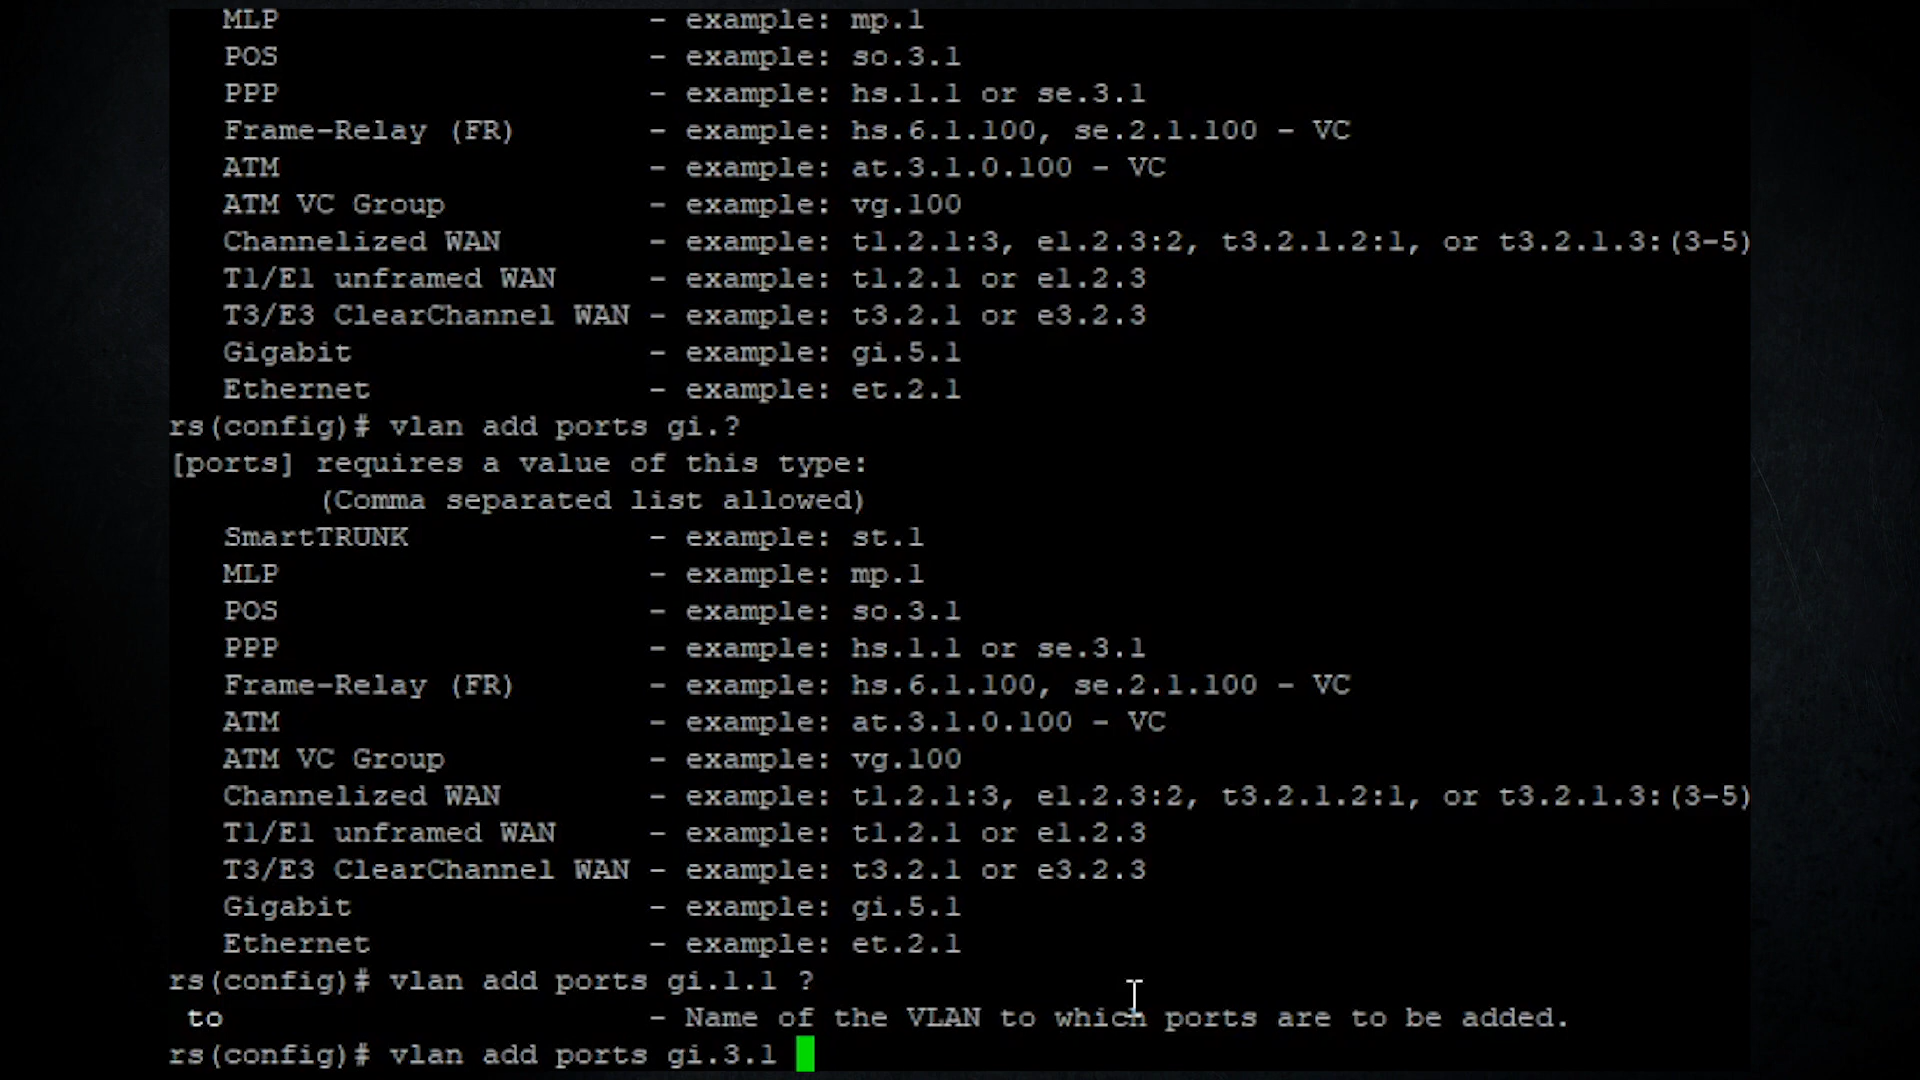 MLP - example: mp.1
POS - example: so.3.1
PPP - example: hs.1.1 or se.3.1
Frame-Relay (FR) - example: hs.6.1.100, se.2.1.100 - VC
ATM - example: at.3.1.0.100 - VC
ATM VC Group - example: vg.100
Channelized WAN - example: t1.2.1:3, e1.2.3:2, t3.2.1.2:1, or t3.2.1.3:(3-5)
T1/E1 unframed WAN - example: t1.2.1 or e1.2.3
T3/E3 ClearChannel WAN - example: t3.2.1 or e3.2.3
Gigabit - example: gi.5.1
Ethernet - example: et.2.1
rs(config)# vlan add ports gi.?
[ports] requires a value of this type:
(Comma separated list allowed)
SmartTRUNK - example: st.1
MLP - example: mp.1
POS - example: so.3.1
PPP - example: hs.1.1 or se.3.1
Frame-Relay (FR) - example: hs.6.1.100, se.2.1.100 - VC
ATM - example: at.3.1.0.100 - VC
ATM VC Group - example: vg.100
Channelized WAN - example: t1.2.1:3, e1.2.3:2, t3.2.1.2:1, or t3.2.1.3:(3-5)
T1/E1 unframed WAN - example: t1.2.1 or e1.2.3
T3/E3 ClearChannel WAN - example: t3.2.1 or e3.2.3
Gigabit - example: gi.5.1
Ethernet - example: et.2.1
rs(config)# vlan add ports gi.1.1 ?
to - Name of the VLAN to which ports are to be added.
rs(config)# vlan add ports gi.3.1